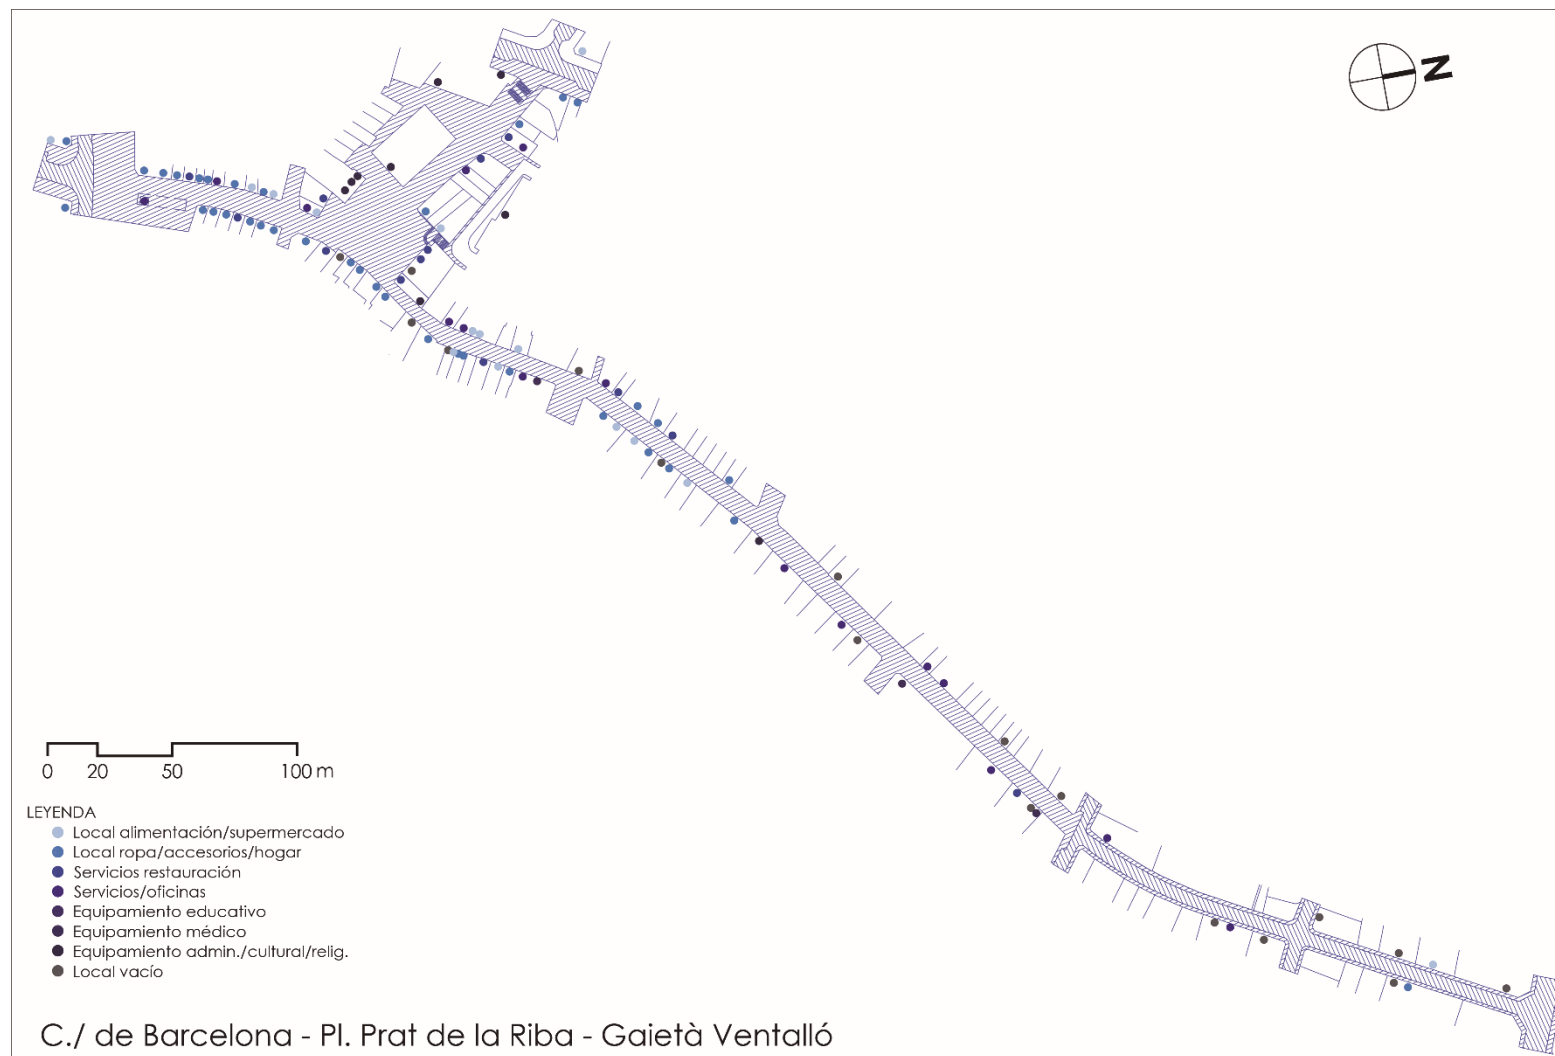 N
0 20 50 100 m
LEYENDA
Local alimentación/supermercado
Local ropa/accesorios/hogar
Servicios restauración
Servicios/oficinas
Equipamiento educativo
Equipamiento médico
Equipamiento admin./cultural/relig.
Local vacío
C./ de Barcelona - Pl. Prat de la Riba - Gaietà Ventalló